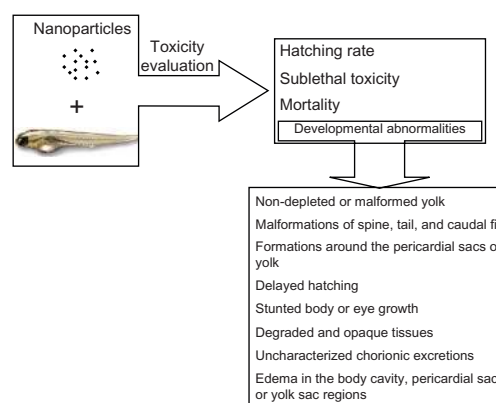 Nanoparticles
+
Toxicity
evaluation
Hatching rate
Sublethal toxicity
Mortality
Developmental abnormalities
Non-depleted or malformed yolk
Malformations of spine, tail, and caudal fi
Formations around the pericardial sacs o
yolk
Delayed hatching
Stunted body or eye growth
Degraded and opaque tissues
Uncharacterized chorionic excretions
Edema in the body cavity, pericardial sac
or yolk sac regions